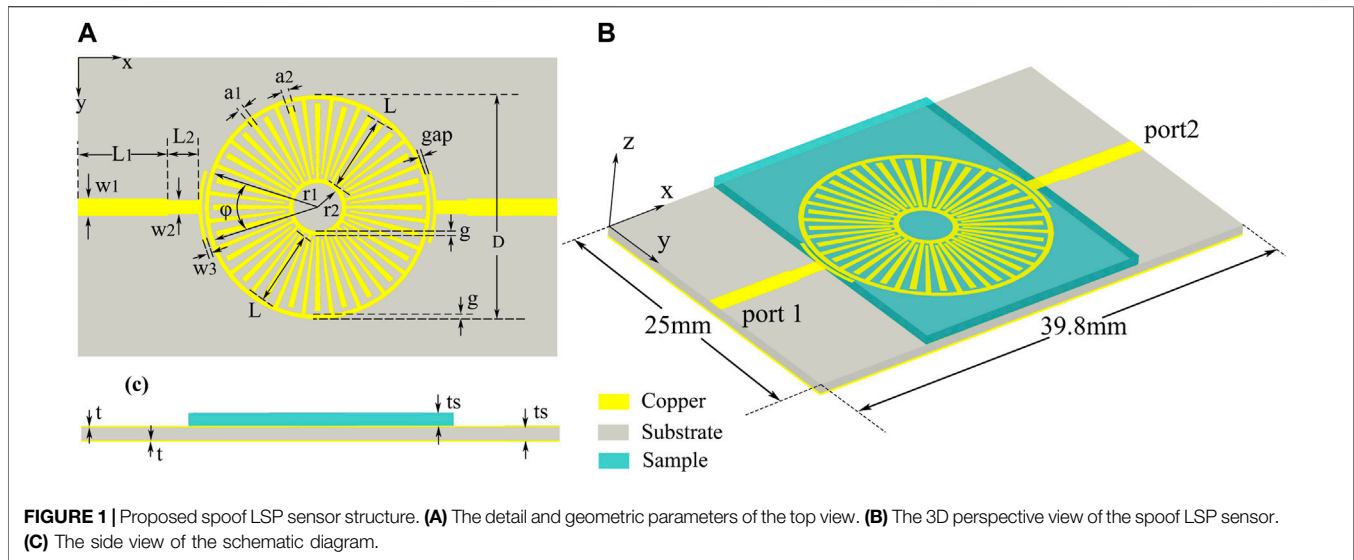 A
x
y
a1
a2
L
gap
L1
L2
w1
r1
φ
r2
w2
g
D
w3
L
g
B
z
x
y
port2
port 1
25mm
39.8mm
(c)
t
ts
ts
t
Copper
Substrate
Sample
FIGURE 1 | Proposed spoof LSP sensor structure. (A) The detail and geometric parameters of the top view. (B) The 3D perspective view of the spoof LSP sensor.
(C) The side view of the schematic diagram.